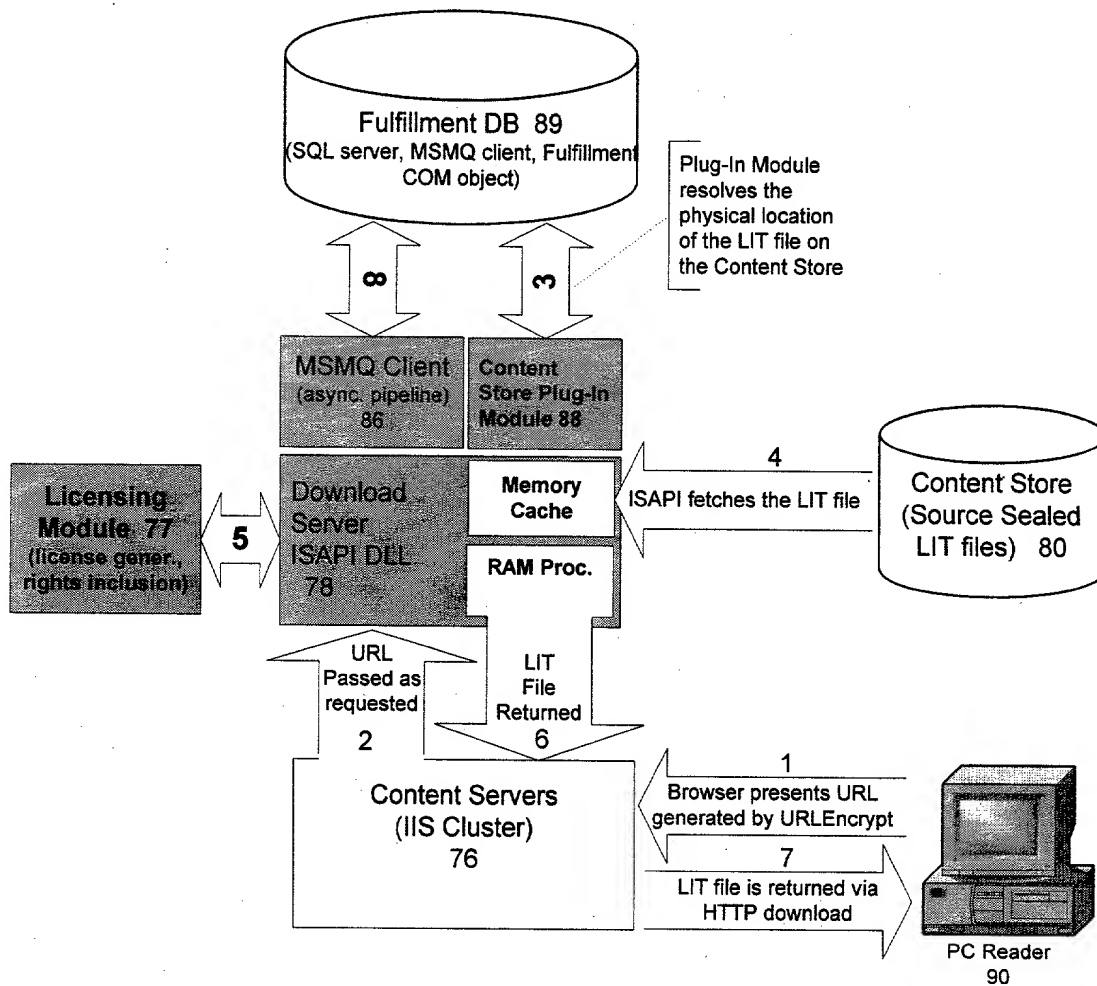 Fulfillment DB 89
(SQL server, MSMQ client, Fulfillment
COM object)
Plug-In Module
resolves the
physical location
of the LIT file on
the Content Store
8
3
MSMQ Client
(async. pipeline)
86
Content
Store Plug-In
Module 88
Licensing
Module 77
(license gener.,
rights inclusion)
5
Download
Server
ISAPI DLL
78
Memory
Cache
RAM Proc.
4
ISAPI fetches the LIT file
Content Store
(Source Sealed
LIT files) 80
URL
Passed as
requested
2
LIT
File
Returned
6
Content Servers
(IIS Cluster)
76
1
Browser presents URL
generated by URLEncrypt
7
LIT file is returned via
HTTP download
PC Reader
90